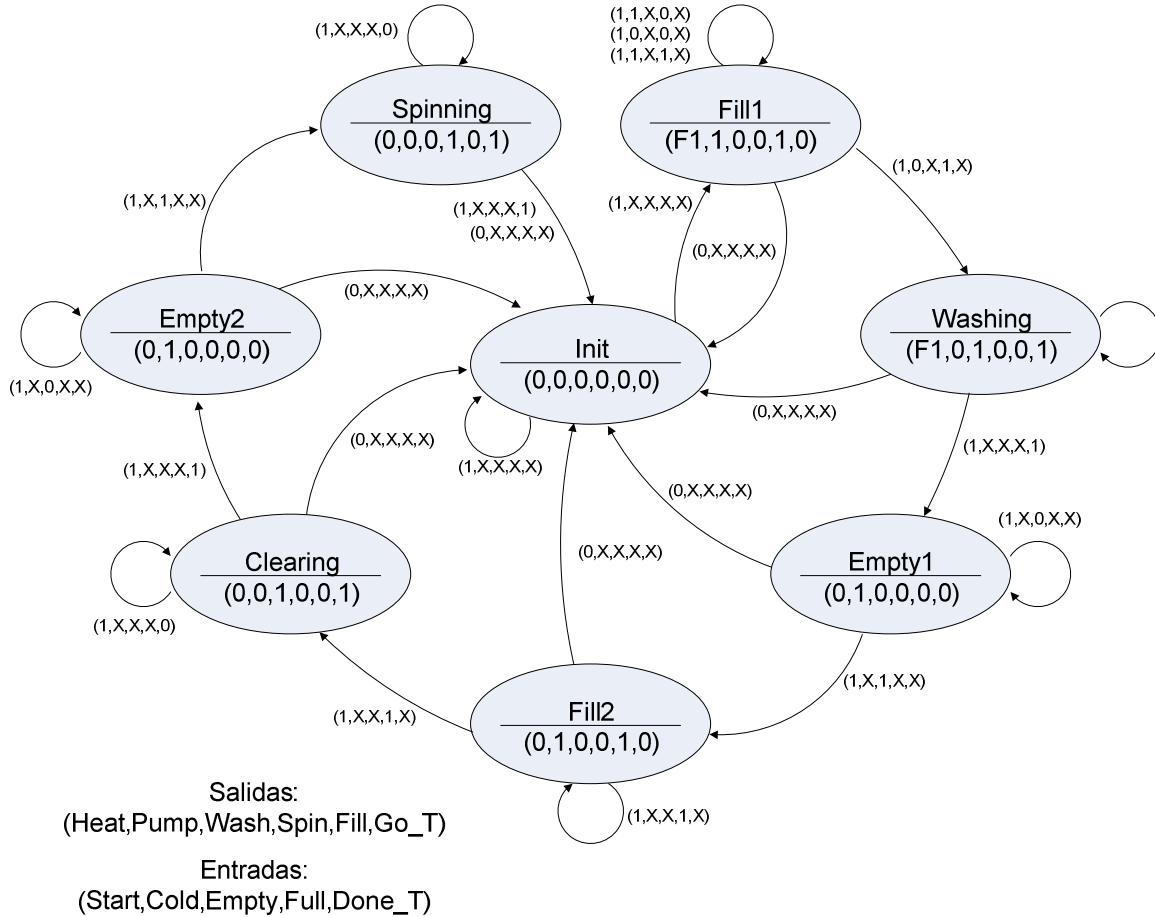 (1,X,X,X,0)
(1,1,X,0,X)
(1,0,X,0,X)
(1,1,X,1,X)
Spinning
(0,0,0,1,0,1)
Fill1
(F1,1,0,0,1,0)
(1,0,X,1,X)
(1,X,1,X,X)
(1,X,X,X,1)
(0,X,X,X,X)
(1,X,X,X,X)
(0,X,X,X,X)
(0,X,X,X,X)
Empty2
(0,1,0,0,0,0)
Washing
(F1,0,1,0,0,1)
Init
(0,0,0,0,0,0)
(1,X,0,X,X)
(0,X,X,X,X)
(0,X,X,X,X)
(1,X,X,X,1)
(1,X,X,X,X)
(1,X,X,X,1)
(0,X,X,X,X)
(1,X,0,X,X)
(0,X,X,X,X)
Clearing
(0,0,1,0,0,1)
Empty1
(0,1,0,0,0,0)
(1,X,X,X,0)
(1,X,1,X,X)
(1,X,X,1,X)
Fill2
(0,1,0,0,1,0)
(1,X,X,1,X)
Salidas:
(Heat,Pump,Wash,Spin,Fill,Go_T)
Entradas:
(Start,Cold,Empty,Full,Done_T)